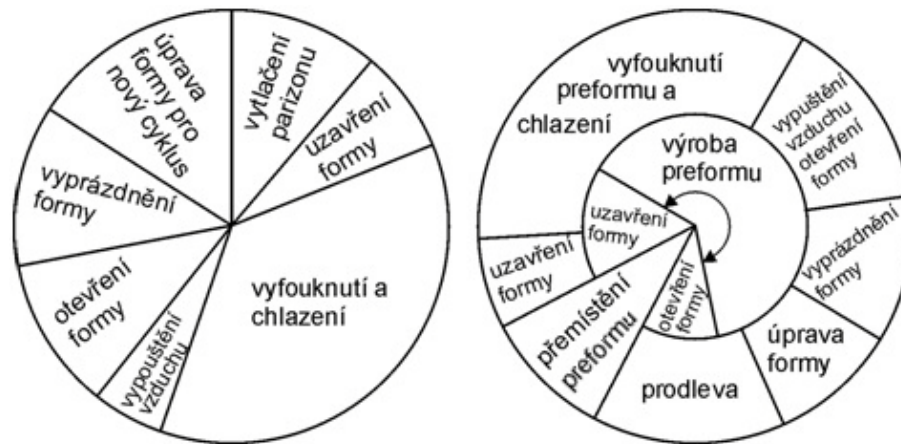 úprava
formy pro
nový cyklus
vytlačení
parizonu
uzavření
formy
vyfouknutí a
chlazení
vypouštění
vzduchu
otevření
formy
vyprázdnění
formy
vyfouknutí
preformu a
chlazení
vypuštění
vzduchu
otevření
formy
vyprázdnění
formy
úprava
formy
prodleva
přemístění
preformu
uzavření
formy
výroba
preformu
uzavření
formy
otevření
formy